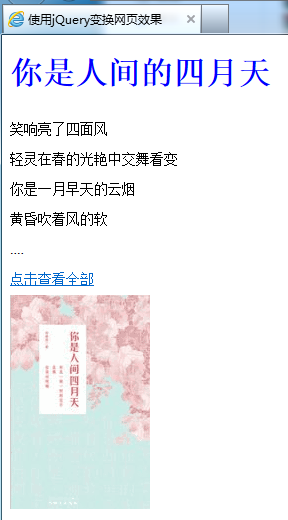 使用jQuery变换网页效果
你是人间的四月天
笑响亮了四面风
轻灵在春的光艳中交舞看变
你是一月早天的云烟
黄昏吹着风的软
....
点击查看全部
你是人间四月天